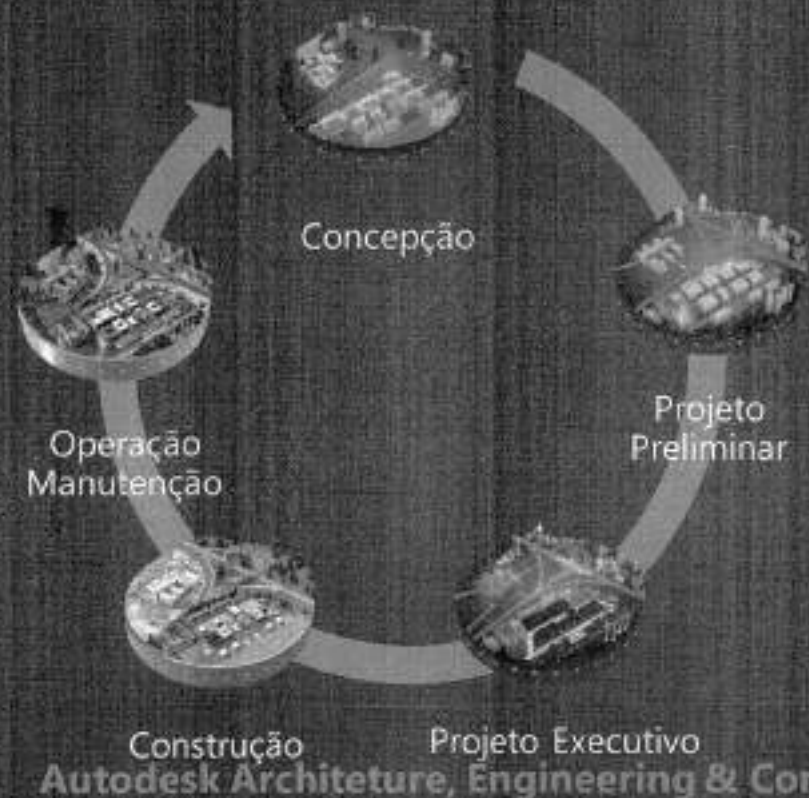 Concepção
Projeto
Preliminar
Operação
Manutenção
Construção
Projeto Executivo
Autodesk Architeture, Engineering &